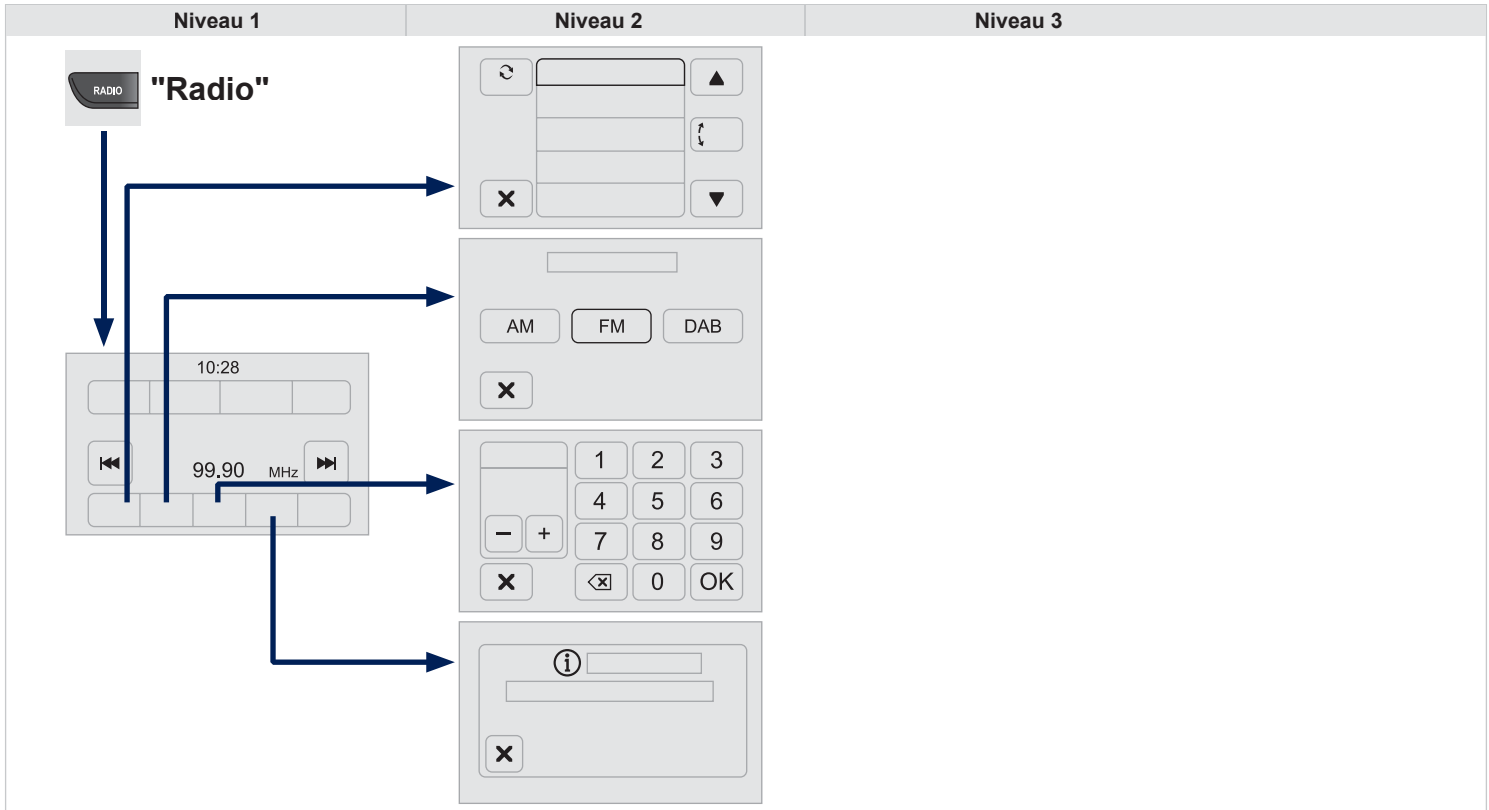 Niveau 1 Niveau 2 Niveau 3
RADIO "Radio"
10:28
99.90 MHz
AM FM DAB
1 2 3
4 5 6
- + 7 8 9
0 OK